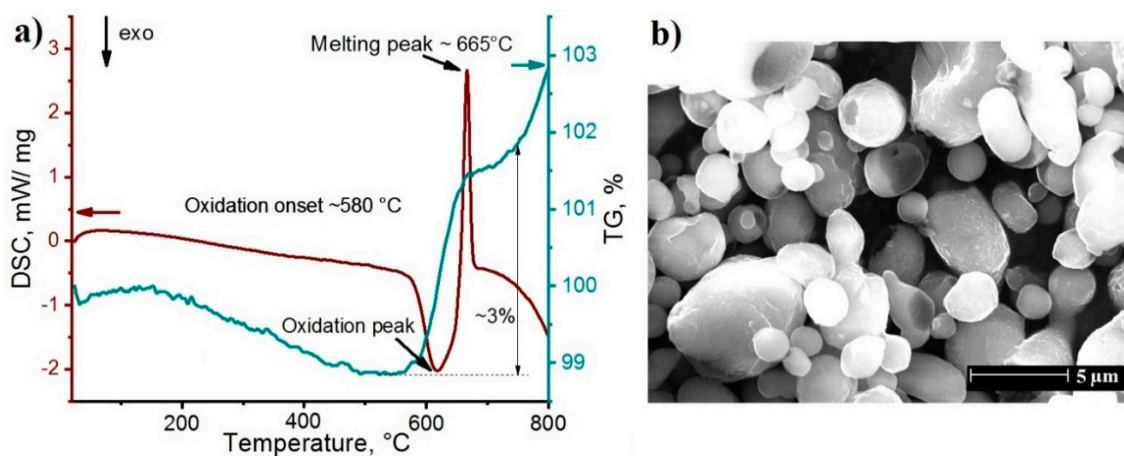 a)
exo
Melting peak ~ 665°C
Oxidation onset ~580 °C
Oxidation peak
~3%
DSC, mW/ mg
3
2
1
0
-1
-2
200
400
600
800
Temperature, °C
103
102
101
100
99
TG, %
b)
5 µm